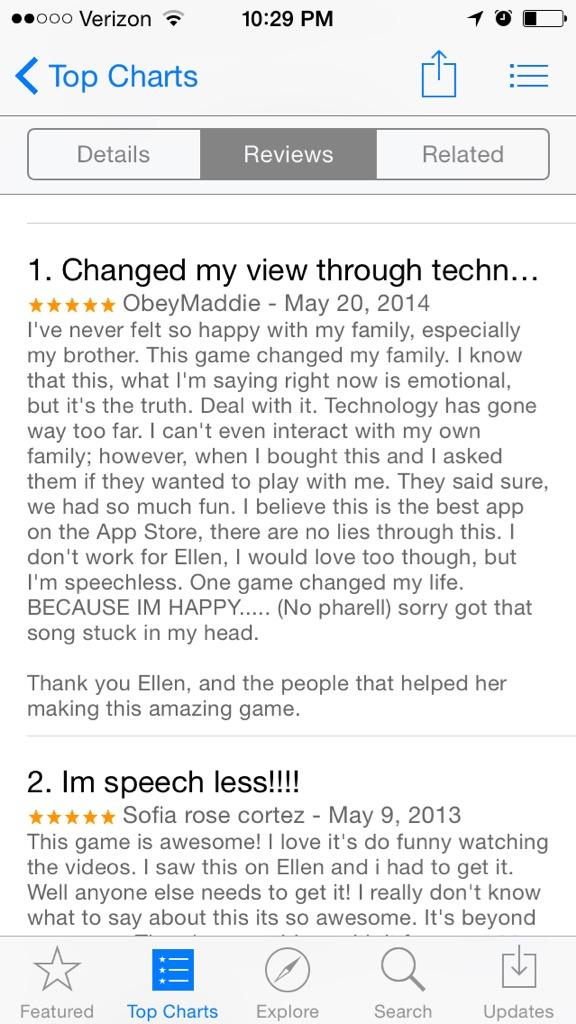 Verizon 10:29 PM
Top Charts
Details Reviews Related
1. Changed my view through techn...
ObeyMaddie - May 20, 2014
I've never felt so happy with my family, especially
my brother. This game changed my family. I know
that this, what I'm saying right now is emotional,
but it's the truth. Deal with it. Technology has gone
way too far. I can't even interact with my own
family; however, when I bought this and I asked
them if they wanted to play with me. They said sure,
we had so much fun. I believe this is the best app
on the App Store, there are no lies through this. I
don't work for Ellen, I would love too though, but
I'm speechless. One game changed my life.
BECAUSE IM HAPPY..... (No pharell) sorry got that
song stuck in my head.
Thank you Ellen, and the people that helped her
making this amazing game.
2. Im speech less!!!!
Sofia rose cortez - May 9, 2013
This game is awesome! I love it's do funny watching
the videos. I saw this on Ellen and i had to get it.
Well anyone else needs to get it! I really don't know
what to say about this its so awesome. It's beyond
Featured Top Charts Explore Search Updates